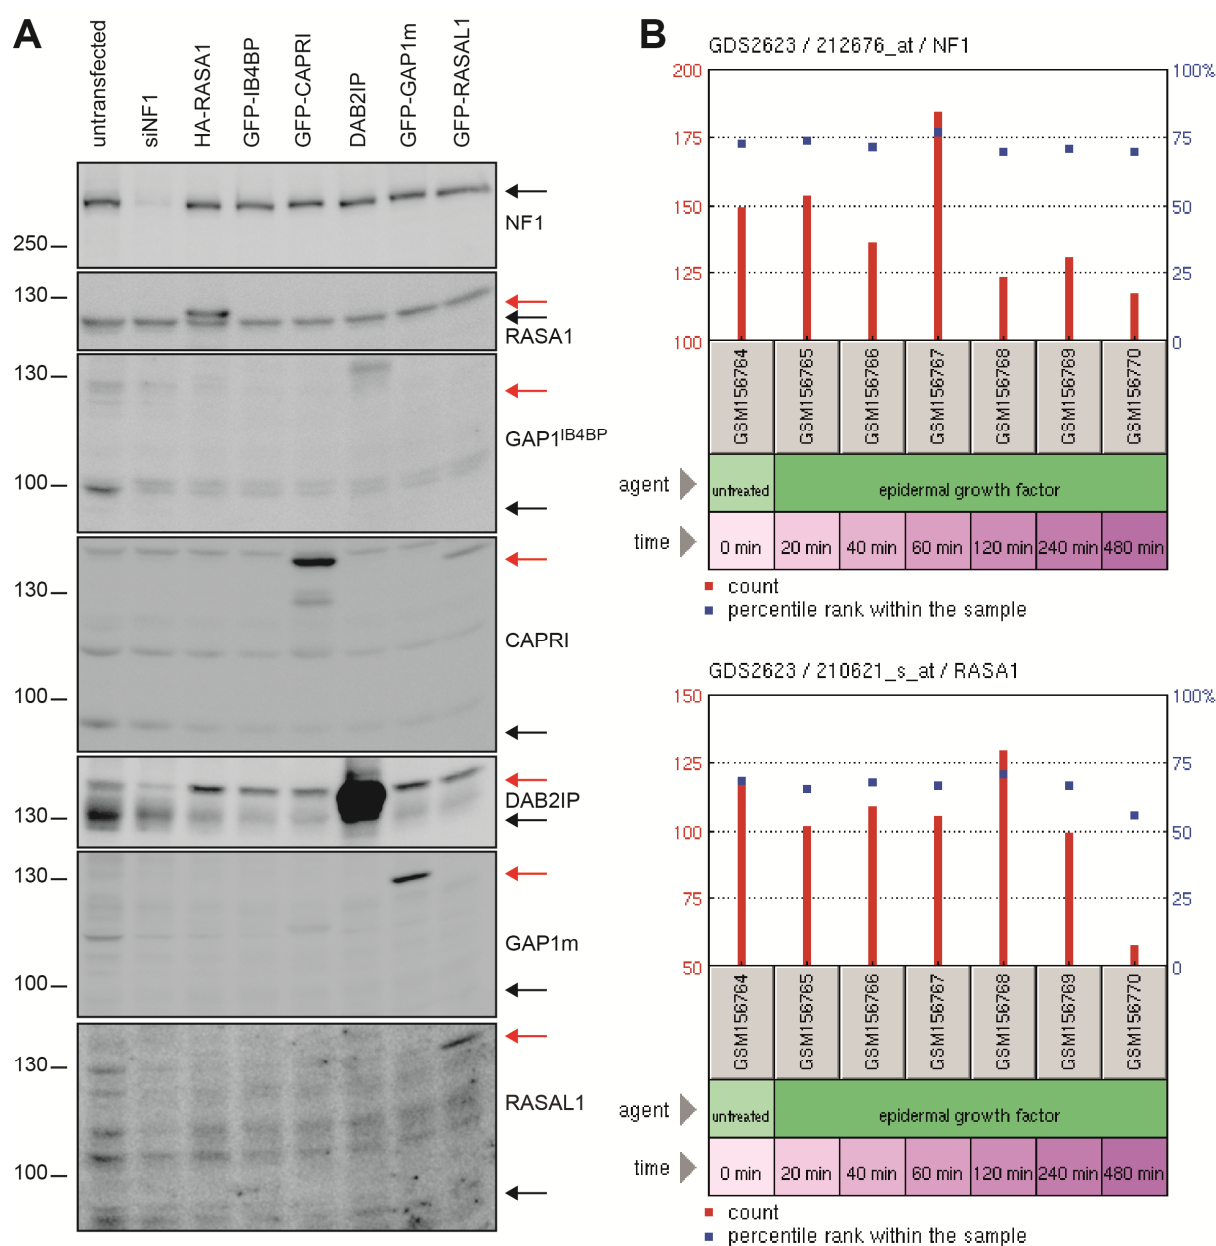 A
untransfected
siNF1
HA-RASA1
GFP-IB4BP
GFP-CAPRI
DAB2IP
GFP-GAP1m
GFP-RASAL1
250
NF1
130
RASA1
130
100
GAP1IB4BP
130
100
CAPRI
130
DAB2IP
130
100
GAP1m
130
100
RASAL1
B
GDS2623 / 212676_at / NF1
200 100%
175 75
150 50
125 25
100 0
GSM156764 GSM156765 GSM156766 GSM156767 GSM156768 GSM156769 GSM156770
agent untreated epidermal growth factor
time 0 min 20 min 40 min 60 min 120 min 240 min 480 min
count
percentile rank within the sample
GDS2623 / 210621_s_at / RASA1
150 100%
125 75
100 50
75 25
50 0
GSM156764 GSM156765 GSM156766 GSM156767 GSM156768 GSM156769 GSM156770
agent untreated epidermal growth factor
time 0 min 20 min 40 min 60 min 120 min 240 min 480 min
count
percentile rank within the sample